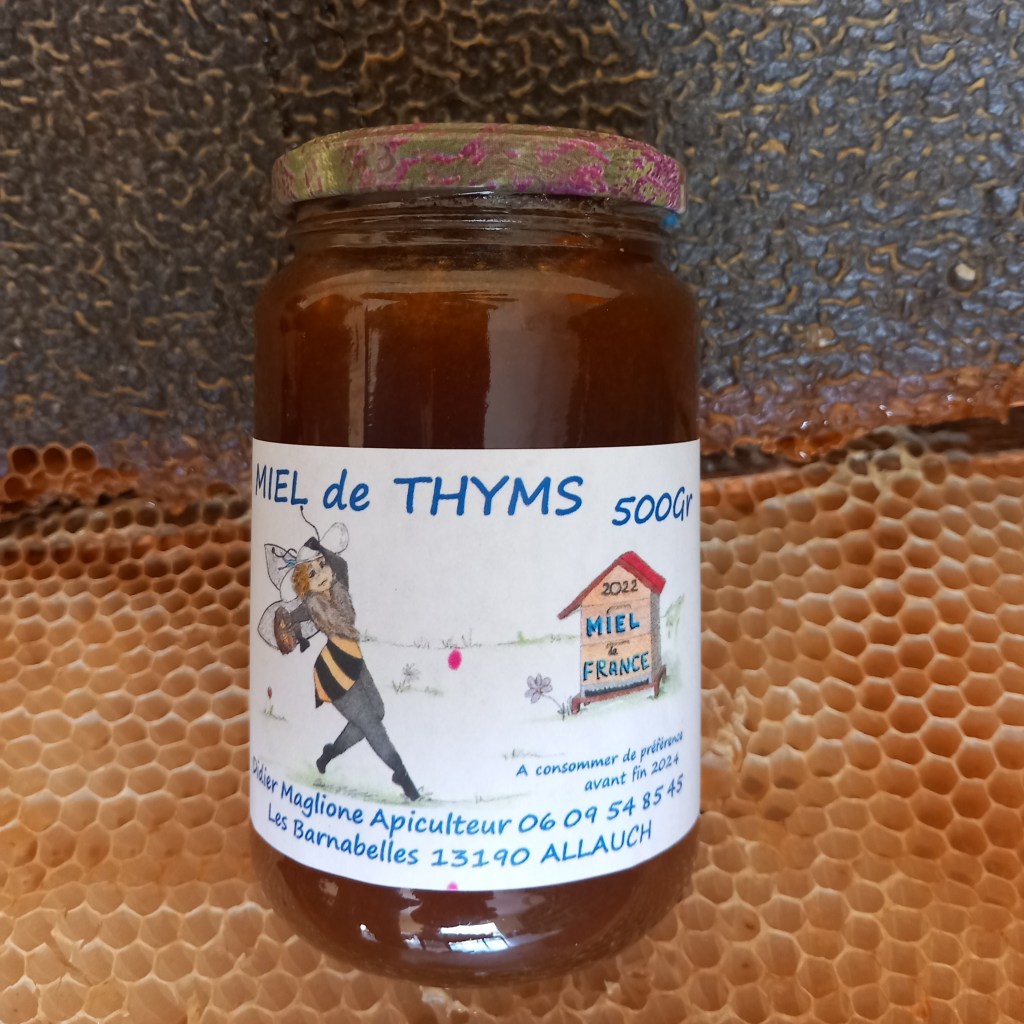 MIEL de THYMS 500Gr
2022
MIEL
de
FRANCE
A consommer de préférence
avant fin 2024
Didier Maglione Apiculteur 06 09 54 85 45
Les Barnabelles 13190 ALLAUCH